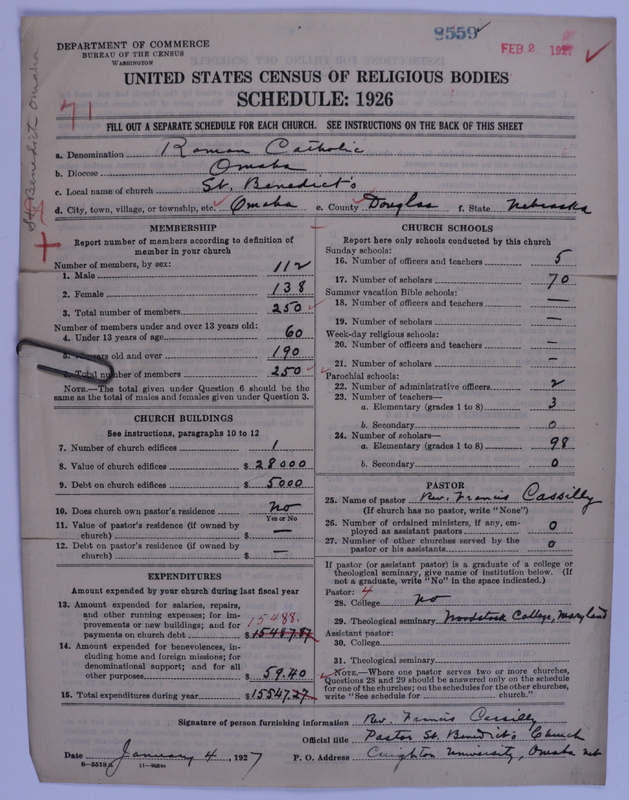 8559
FEB 2 1927
DEPARTMENT OF COMMERCE
BUREAU OF THE CENSUS
WASHINGTON
UNITED STATES CENSUS OF RELIGIOUS BODIES
SCHEDULE: 1926
71
St. Benedict Omaha
FILL OUT A SEPARATE SCHEDULE FOR EACH CHURCH. SEE INSTRUCTIONS ON THE BACK OF THIS SHEET
a. Denomination Roman Catholic
b. Diocese Omaha
c. Local name of church St. Benedict's
d. City, town, village, or township, etc. Omaha e. County Douglas f. State Nebraska
MEMBERSHIP
Report number of members according to definition of
member in your church
Number of members, by sex:
1. Male 112
2. Female 138
3. Total number of members 250
Number of members under and over 13 years old:
4. Under 13 years of age 60
5. years old and over 190
6. Total number of members 250
NOTE.—The total given under Question 6 should be the
same as the total of males and females given under Question 3.
CHURCH BUILDINGS
See instructions, paragraphs 10 to 12
7. Number of church edifices 1
8. Value of church edifices $ 28000
9. Debt on church edifices $ 5000
10. Does church own pastor's residence? No
Yes or No
11. Value of pastor's residence (if owned by
church) $ —
12. Debt on pastor's residence (if owned by
church) $ —
EXPENDITURES
Amount expended by your church during last fiscal year
13. Amount expended for salaries, repairs,
and other running expenses; for im-
provements or new buildings; and for 15488.
payments on church debt $ 15487.87
14. Amount expended for benevolences, in-
cluding home and foreign missions; for
denominational support; and for all
other purposes $ 59.40
15. Total expenditures during year $ 15547.27
CHURCH SCHOOLS
Report here only schools conducted by this church
Sunday schools:
16. Number of officers and teachers 5
17. Number of scholars 70
Summer vacation Bible schools:
18. Number of officers and teachers —
19. Number of scholars —
Week-day religious schools:
20. Number of officers and teachers —
21. Number of scholars —
Parochial schools:
22. Number of administrative officers 2
23. Number of teachers—
a. Elementary (grades 1 to 8) 3
b. Secondary 0
24. Number of scholars—
a. Elementary (grades 1 to 8) 98
b. Secondary 0
PASTOR
25. Name of pastor Rev. Francis Cassilly
(If church has no pastor, write "None")
26. Number of ordained ministers, if any, em-
ployed as assistant pastors 0
27. Number of other churches served by the
pastor or his assistants 0
If pastor (or assistant pastor) is a graduate of a college or
theological seminary, give name of institution below. (If
not a graduate, write "No" in the space indicated.)
Pastor: 4
28. College No
29. Theological seminary Woodstock College, Maryland
Assistant pastor:
30. College
31. Theological seminary
NOTE.—Where one pastor serves two or more churches,
Questions 28 and 29 should be answered only on the schedule
for one of the churches; on the schedules for the other churches,
write "See schedule for church."
Signature of person furnishing information Rev. Francis Cassilly
Official title Pastor St. Benedict's Church
Date January 4, 1927 P. O. Address Creighton University, Omaha Neb